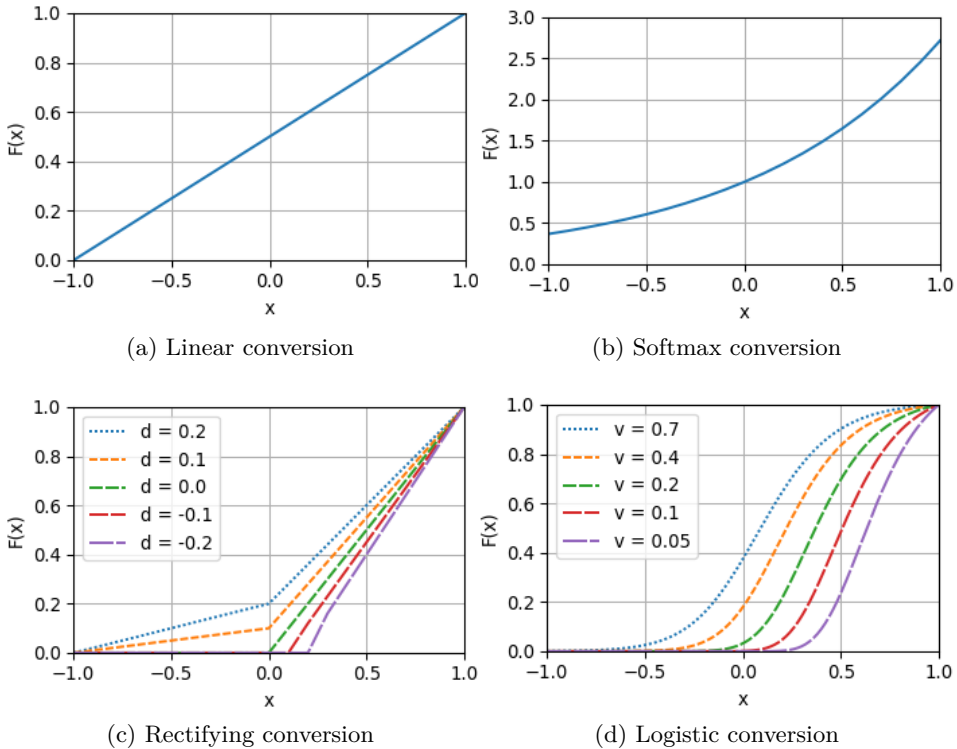 1.0
0.8
0.6
0.4
0.2
0.0
F(x)
−1.0 −0.5 0.0 0.5 1.0
x
(a) Linear conversion
3.0
2.5
2.0
1.5
1.0
0.5
0.0
F(x)
−1.0 −0.5 0.0 0.5 1.0
x
(b) Softmax conversion
1.0
0.8
0.6
0.4
0.2
0.0
F(x)
d = 0.2
d = 0.1
d = 0.0
d = -0.1
d = -0.2
−1.0 −0.5 0.0 0.5 1.0
x
(c) Rectifying conversion
1.0
0.8
0.6
0.4
0.2
0.0
F(x)
v = 0.7
v = 0.4
v = 0.2
v = 0.1
v = 0.05
−1.0 −0.5 0.0 0.5 1.0
x
(d) Logistic conversion